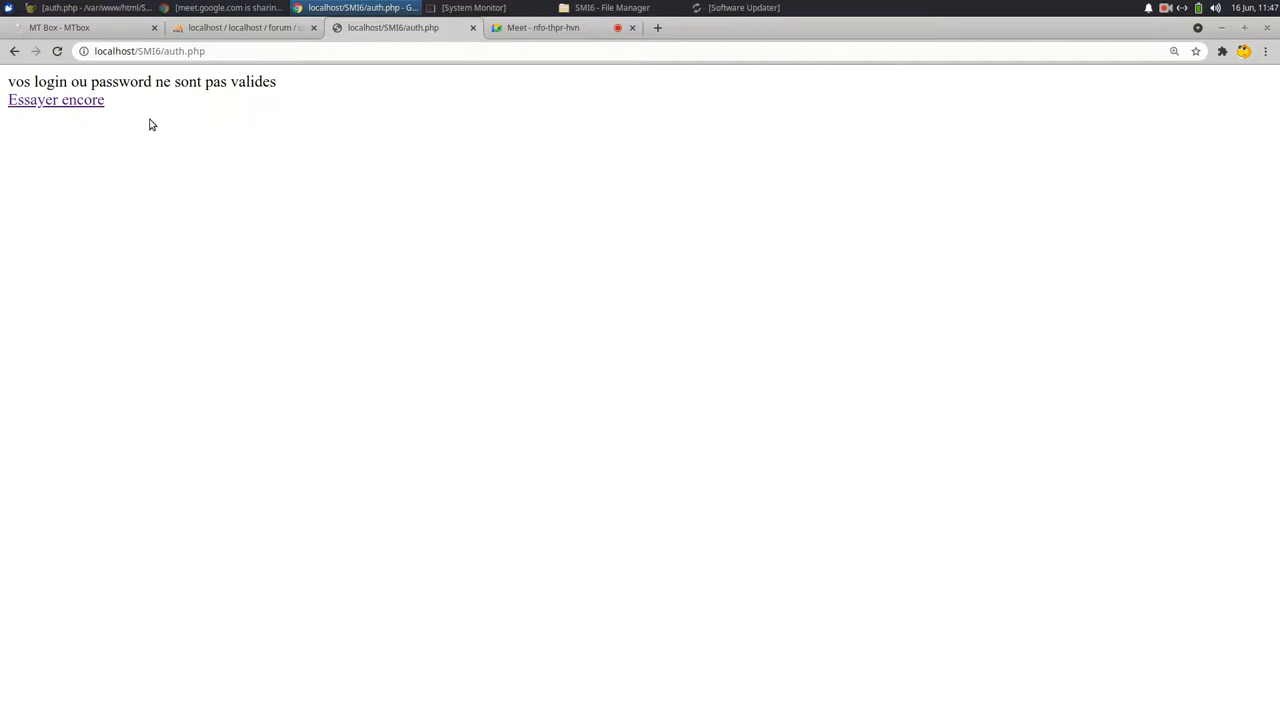 [auth.php - /var/www/html/S...
[meet.google.com is sharin...
localhost/SMI6/auth.php - G...
[System Monitor]
SMI6 - File Manager
[Software Updater]
16 Jun, 11:47
MT Box - MTbox
localhost / localhost / forum / u
localhost/SMI6/auth.php
Meet - nfo-thpr-hvn
localhost/SMI6/auth.php
vos login ou password ne sont pas valides
Essayer encore